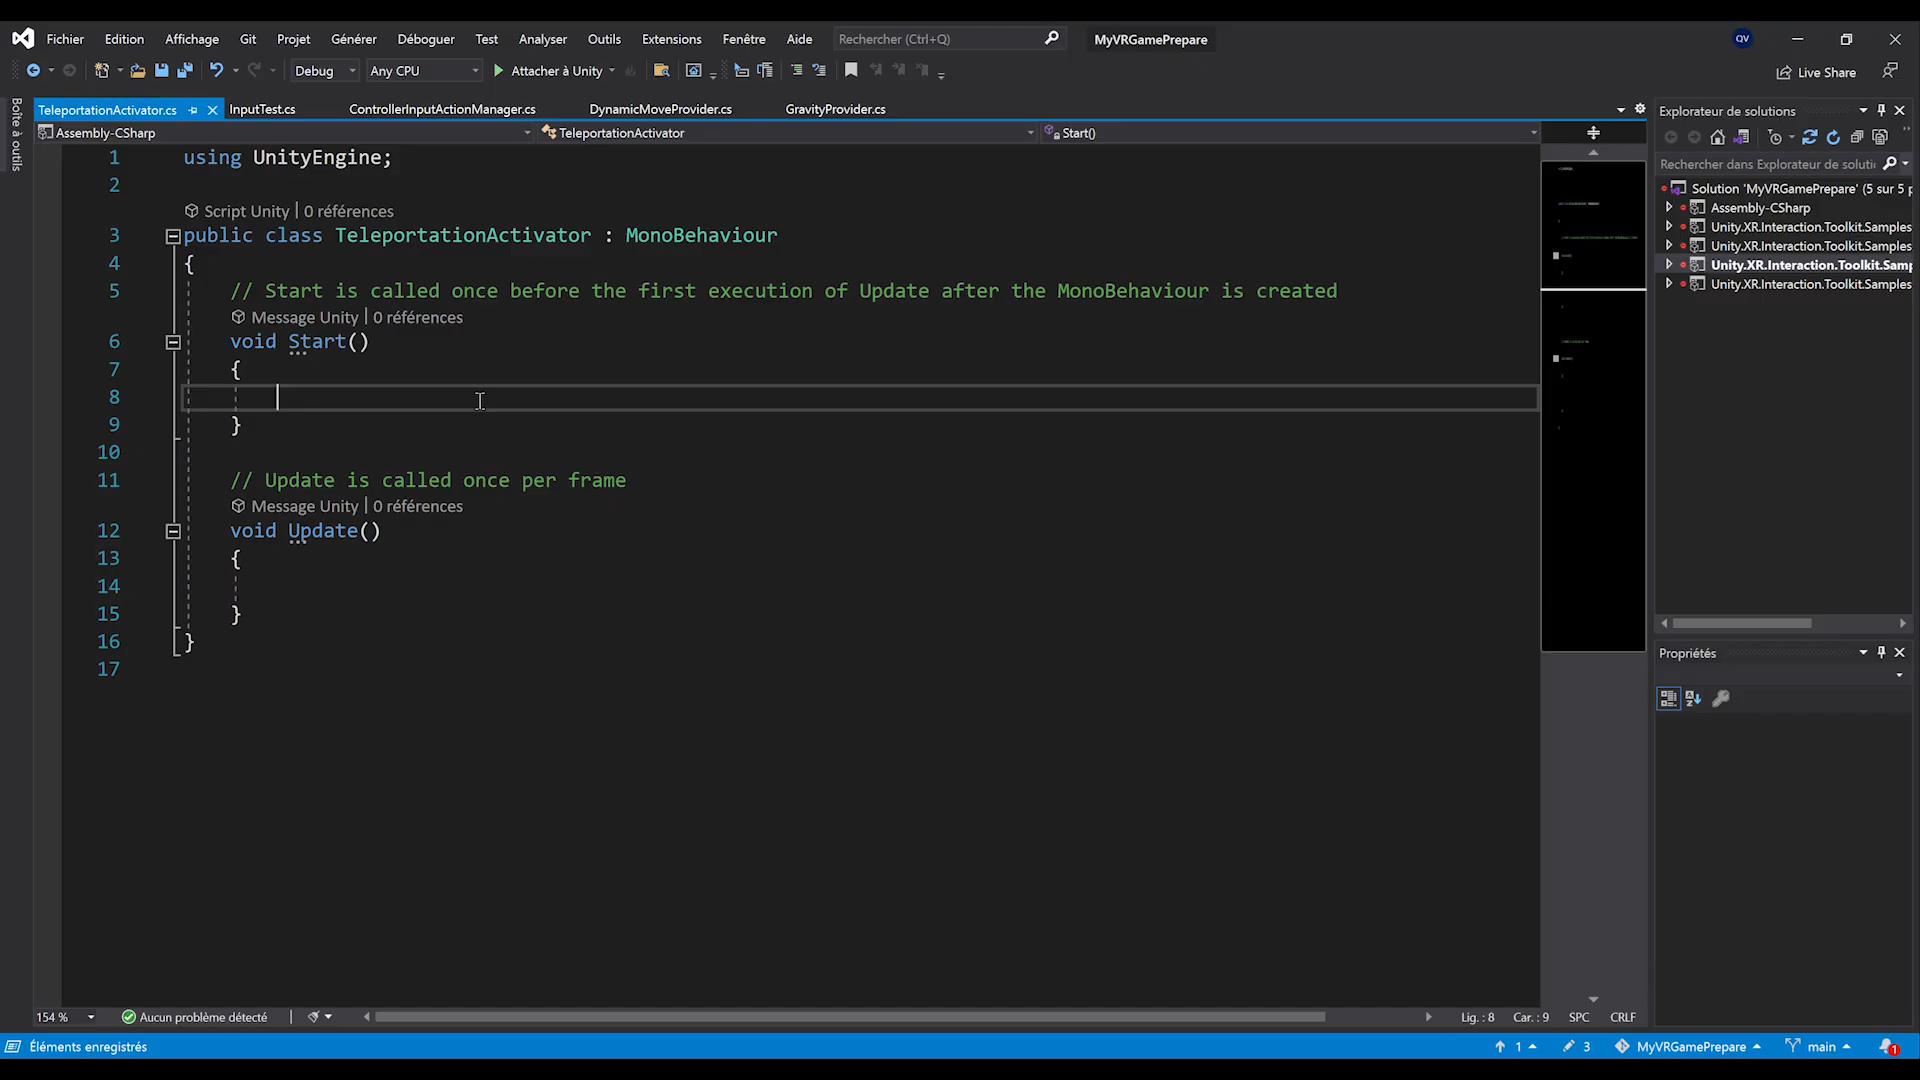 Fichier Edition Affichage Git Projet Générer Déboguer Test Analyser Outils Extensions Fenêtre Aide Rechercher (Ctrl+Q) MyVRGamePrepare QV
Debug Any CPU Attacher à Unity Live Share
Boîte à outils
TeleportationActivator.cs InputTest.cs ControllerInputActionManager.cs DynamicMoveProvider.cs GravityProvider.cs
Assembly-CSharp TeleportationActivator Start()
1 using UnityEngine;
2
Script Unity | 0 références
3 public class TeleportationActivator : MonoBehaviour
4 {
5 // Start is called once before the first execution of Update after the MonoBehaviour is created
Message Unity | 0 références
6 void Start()
7 {
8
9 }
10
11 // Update is called once per frame
Message Unity | 0 références
12 void Update()
13 {
14
15 }
16 }
17
154 % Aucun problème détecté Lig. : 8 Car. : 9 SPC CRLF
Explorateur de solutions
Rechercher dans Explorateur de soluti
Solution 'MyVRGamePrepare' (5 sur 5 p
Assembly-CSharp
Unity.XR.Interaction.Toolkit.Samples
Unity.XR.Interaction.Toolkit.Samples
Unity.XR.Interaction.Toolkit.Samp
Unity.XR.Interaction.Toolkit.Samples
Propriétés
Éléments enregistrés 1 3 MyVRGamePrepare main 1